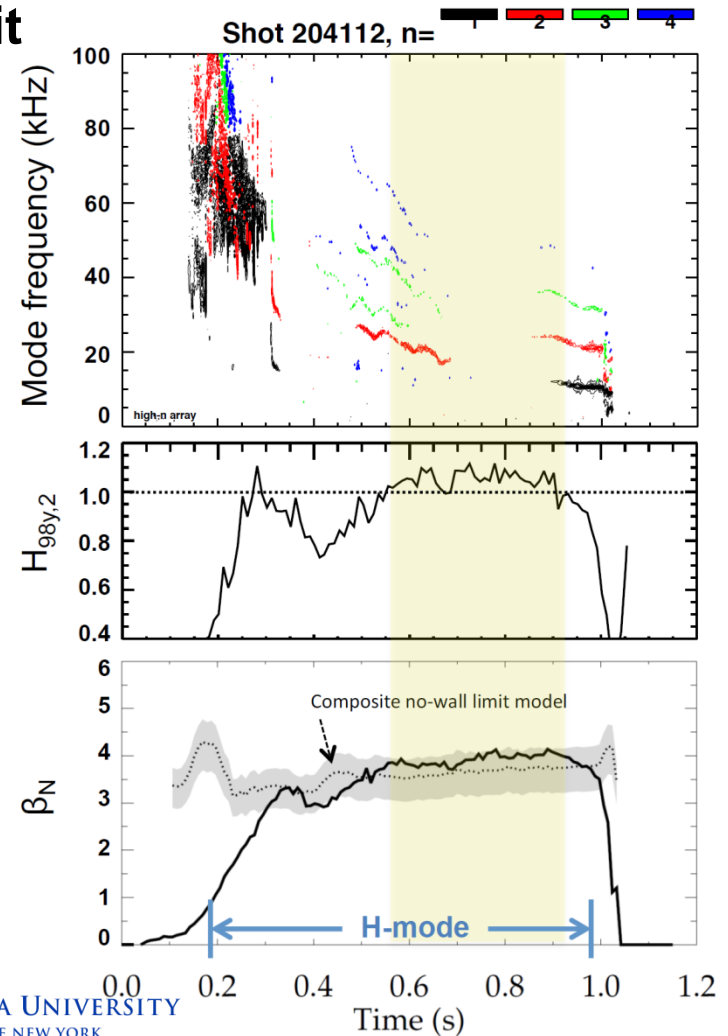 it
Shot 204112, n=
1 2 3 4
Mode frequency (kHz)
100
80
60
40
20
0
high-n array
H98y,2
1.2
1.0
0.8
0.6
0.4
βN
6
5
4
3
2
1
0
Composite no-wall limit model
H-mode
0.0 0.2 0.4 0.6 0.8 1.0 1.2
Time (s)
A UNIVERSITY
E NEW YORK